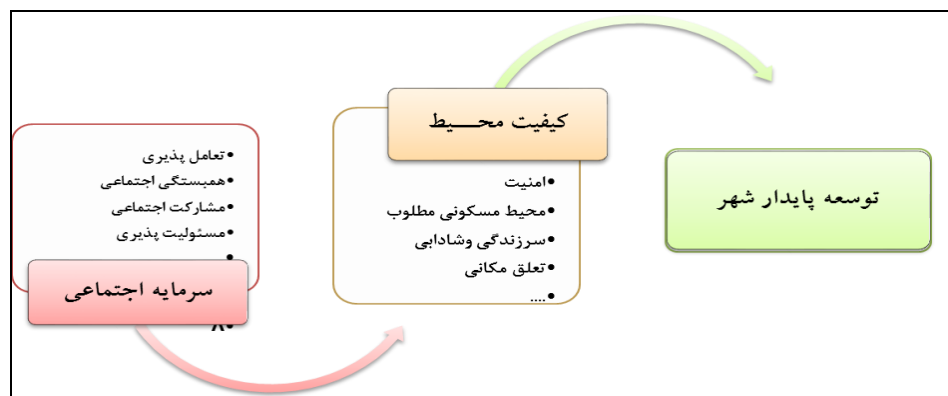 کیفیت محـــــیط
•امنیت
•محیط مسکونی مطلوب
•سرزندگی وشادابی
•تعلق مکانی
•....
•تعامل پذیری
•همبستگی اجتماعی
•مشارکت اجتماعی
•مسئولیت پذیری
سرمایه اجتماعی
توسعه پایدار شهر